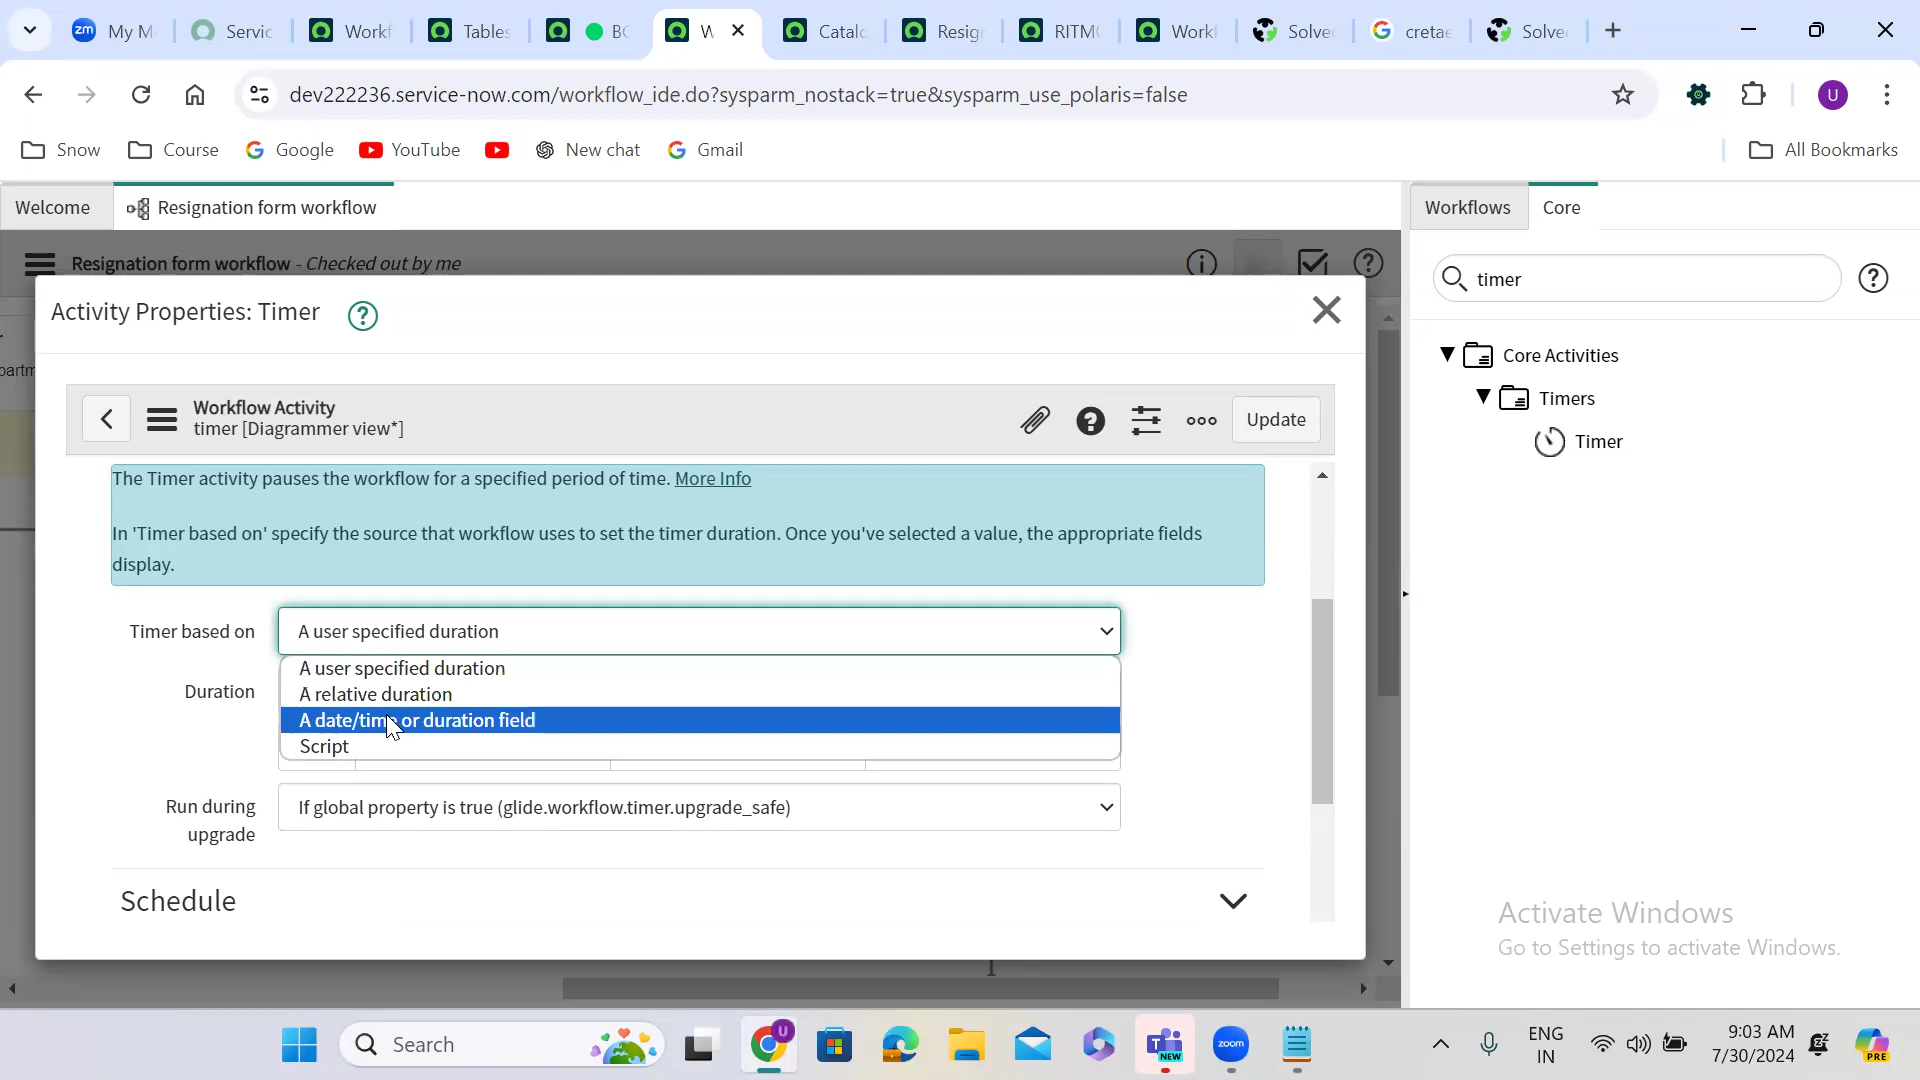 My M
Servic
Workf
Tables
BC
W
Catalc
Resig
RITM
Workf
Solve
cretae
Solve
dev222236.service-now.com/workflow_ide.do?sysparm_nostack=true&sysparm_use_polaris=false
U
Snow
Course
Google
YouTube
New chat
Gmail
All Bookmarks
Welcome
Resignation form workflow
Workflows
Core
Resignation form workflow - Checked out by me
timer
Activity Properties: Timer
Core Activities
Timers
Timer
Workflow Activity
timer [Diagrammer view*]
Update
The Timer activity pauses the workflow for a specified period of time. More Info
In 'Timer based on' specify the source that workflow uses to set the timer duration. Once you've selected a value, the appropriate fields
display.
Timer based on
A user specified duration
A user specified duration
A relative duration
A date/time or duration field
Script
Duration
Run during
upgrade
If global property is true (glide.workflow.timer.upgrade_safe)
Schedule
Activate Windows
Go to Settings to activate Windows.
Search
U
NEW
zoom
ENG
IN
9:03 AM
7/30/2024
PRE